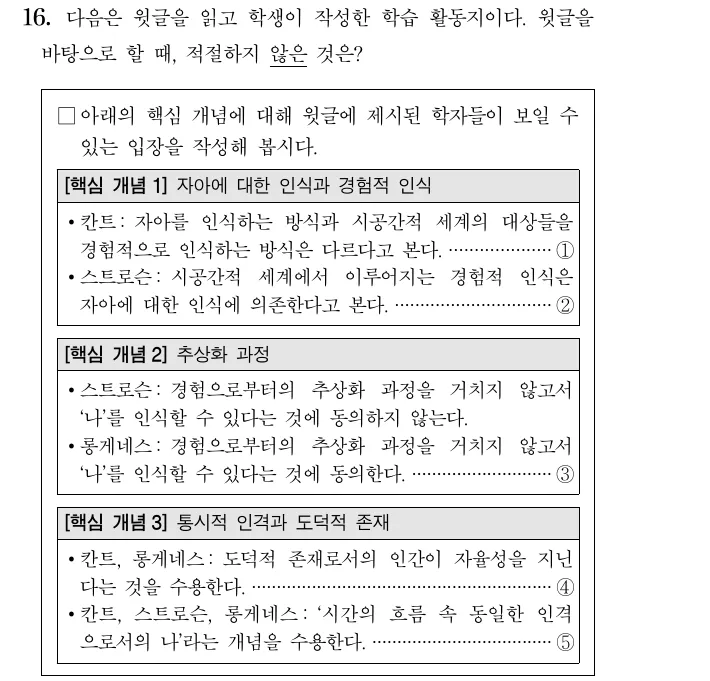 16. 다음은 윗글을 읽고 학생이 작성한 학습 활동지이다. 윗글을
바탕으로 할 때, 적절하지 않은 것은?
□ 아래의 핵심 개념에 대해 윗글에 제시된 학자들이 보일 수
있는 입장을 작성해 봅시다.
[핵심 개념 1] 자아에 대한 인식과 경험적 인식
• 칸트 : 자아를 인식하는 방식과 시공간적 세계의 대상들을
경험적으로 인식하는 방식은 다르다고 본다. ···················· ①
• 스트로슨 : 시공간적 세계에서 이루어지는 경험적 인식은
자아에 대한 인식에 의존한다고 본다. ······························ ②
[핵심 개념 2] 추상화 과정
• 스트로슨 : 경험으로부터의 추상화 과정을 거치지 않고서
‘나’를 인식할 수 있다는 것에 동의하지 않는다.
• 롱게네스 : 경험으로부터의 추상화 과정을 거치지 않고서
‘나’를 인식할 수 있다는 것에 동의한다. ··························· ③
[핵심 개념 3] 통시적 인격과 도덕적 존재
• 칸트, 롱게네스 : 도덕적 존재로서의 인간이 자율성을 지닌
다는 것을 수용한다. ························································· ④
• 칸트, 스트로슨, 롱게네스 : ‘시간의 흐름 속 동일한 인격
으로서의 나’라는 개념을 수용한다. ·································· ⑤